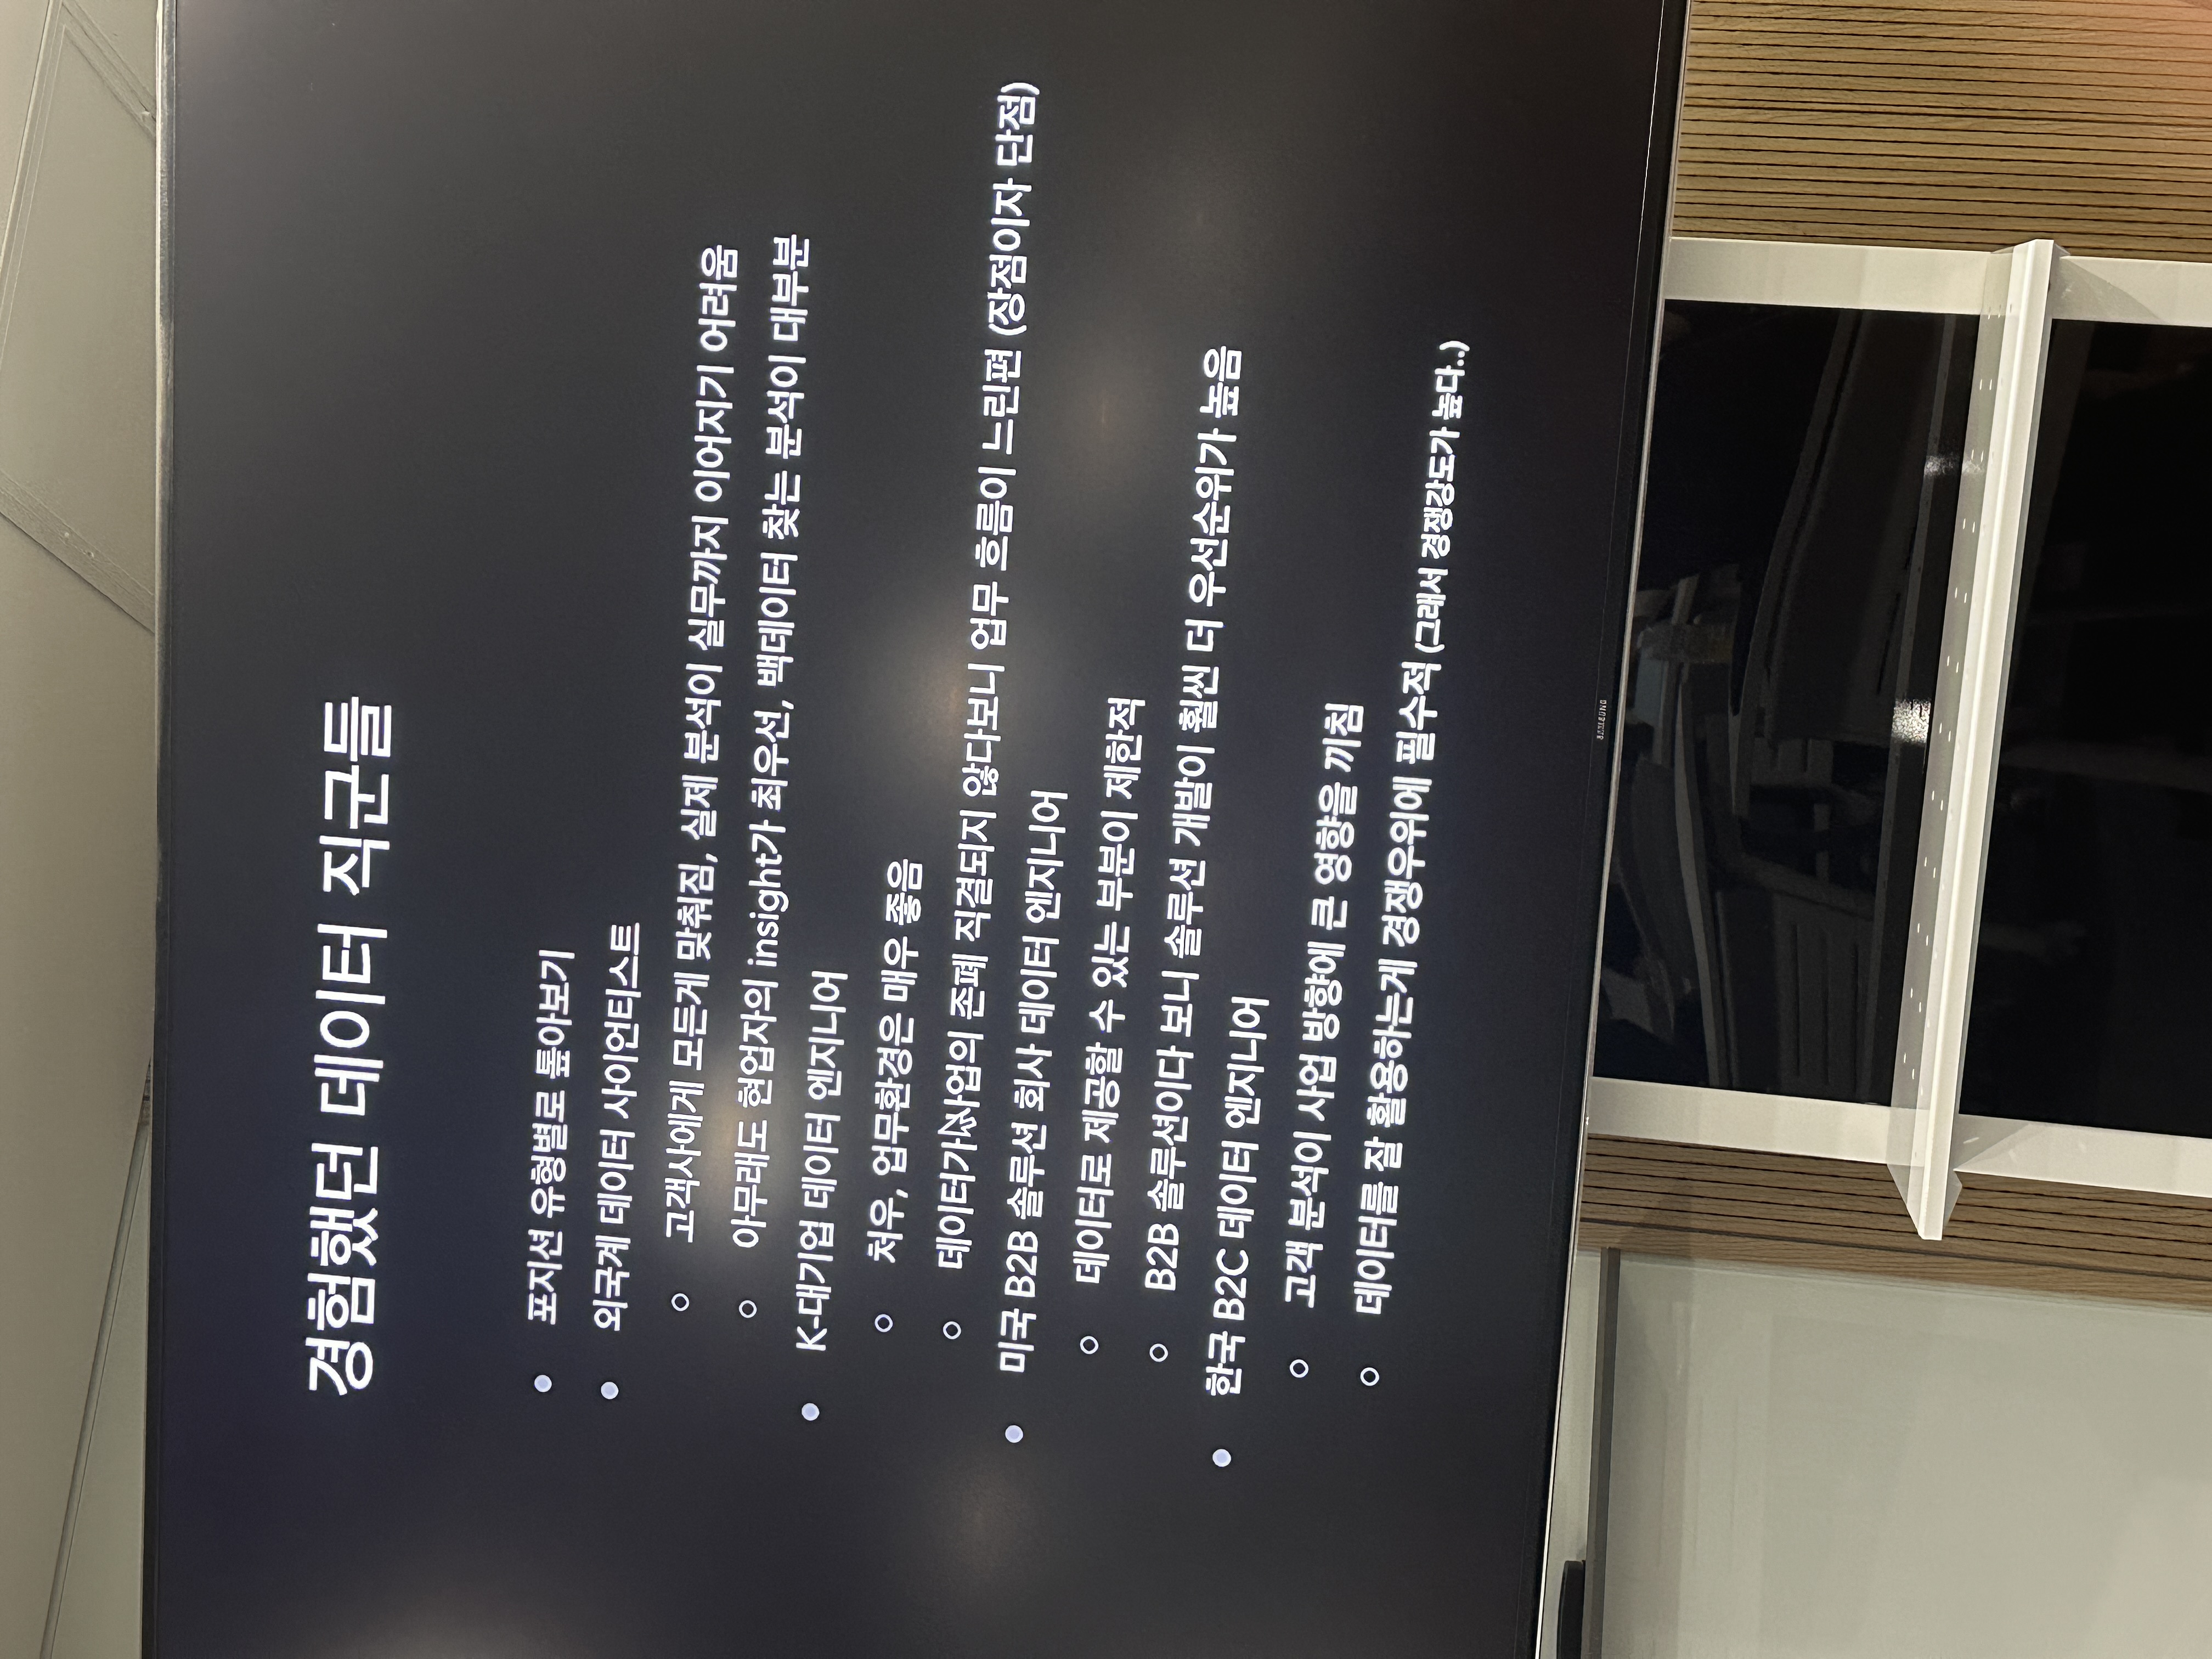 경험했던 데이터 직군들
포지션 유형별로 톺아보기
외국계 데이터 사이언티스트
고객사에게 모든게 맞춰짐, 실제 분석이 실무까지 이어지기 어려움
아무래도 현업자의 insight가 최우선, 백데이터 찾는 분석이 대부분
K-대기업 데이터 엔지니어
처우, 업무환경은 매우 좋음
데이터가 사업의 존폐 직결되지 않다보니 업무 흐름이 느린편 (장점이자 단점)
미국 B2B 솔루션 회사 데이터 엔지니어
데이터로 제공할 수 있는 부분이 제한적
B2B 솔루션이다 보니 솔루션 개발이 훨씬 더 우선순위가 높음
한국 B2C 데이터 엔지니어
고객 분석이 사업 방향에 큰 영향을 끼침
데이터를 잘 활용하는게 경쟁우위에 필수적 (그래서 경쟁강도가 높다..)
SAMSUNG